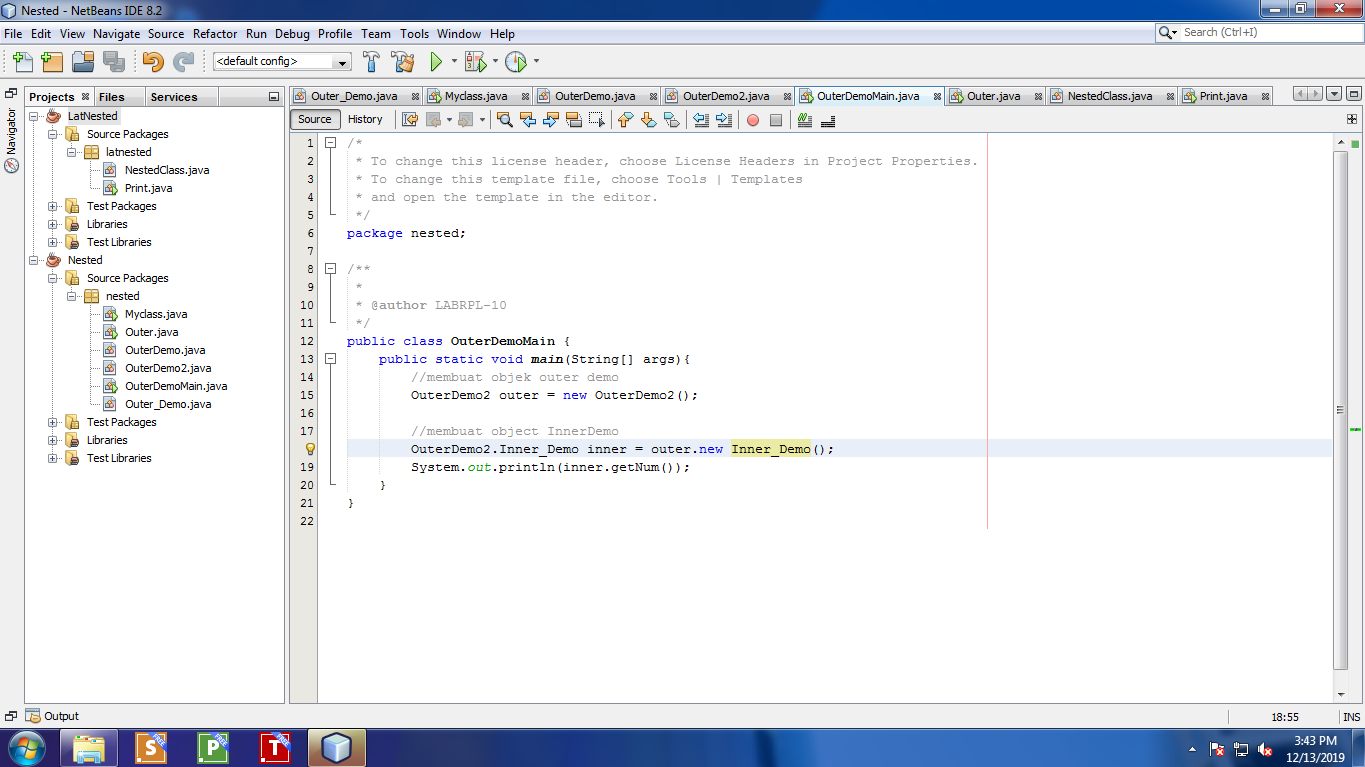 Nested - NetBeans IDE 8.2
File Edit View Navigate Source Refactor Run Debug Profile Team Tools Window Help
Search (Ctrl+I)
<default config>
Navigator
Projects Files Services
LatNested
Source Packages
latnested
NestedClass.java
Print.java
Test Packages
Libraries
Test Libraries
Nested
Source Packages
nested
Myclass.java
Outer.java
OuterDemo.java
OuterDemo2.java
OuterDemoMain.java
Outer_Demo.java
Test Packages
Libraries
Test Libraries
Outer_Demo.java Myclass.java OuterDemo.java OuterDemo2.java OuterDemoMain.java Outer.java NestedClass.java Print.java
Source History
1 /*
2 * To change this license header, choose License Headers in Project Properties.
3 * To change this template file, choose Tools | Templates
4 * and open the template in the editor.
5 */
6 package nested;
7
8 /**
9 *
10 * @author LABRPL-10
11 */
12 public class OuterDemoMain {
13 public static void main(String[] args){
14 //membuat objek outer demo
15 OuterDemo2 outer = new OuterDemo2();
16
17 //membuat object InnerDemo
OuterDemo2.Inner_Demo inner = outer.new Inner_Demo();
19 System.out.println(inner.getNum());
20 }
21 }
22
Output
18:55 INS
S FREE P FREE T FREE
3:43 PM
12/13/2019